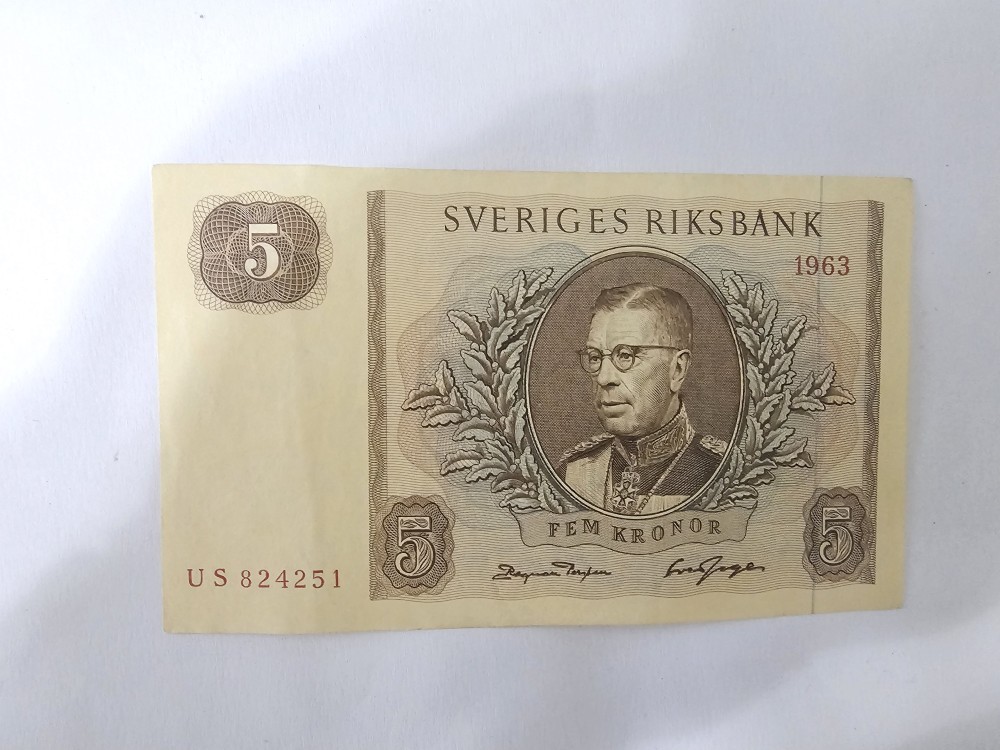 SVERIGES RIKSBANK
5
1963
FEM KRONOR
5
5
US 824251